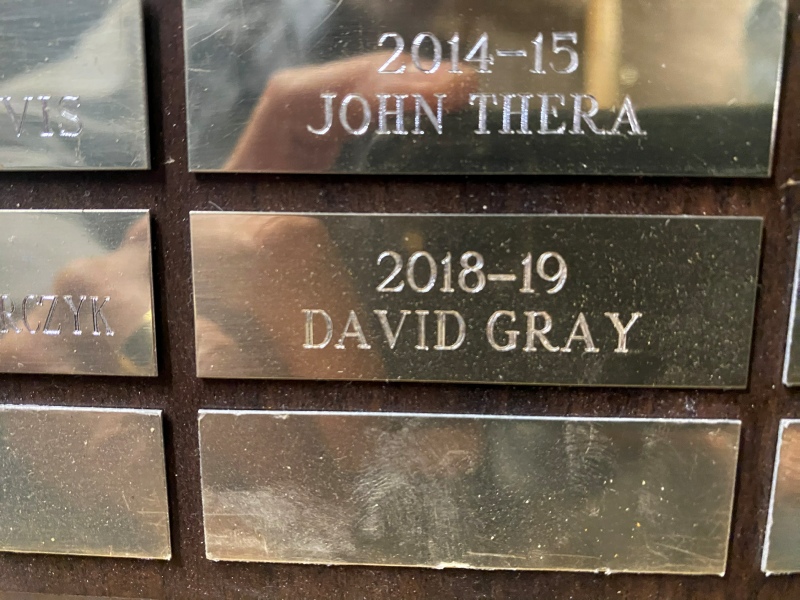 VIS
2014-15
JOHN THERA
RCZYK
2018-19
DAVID GRAY